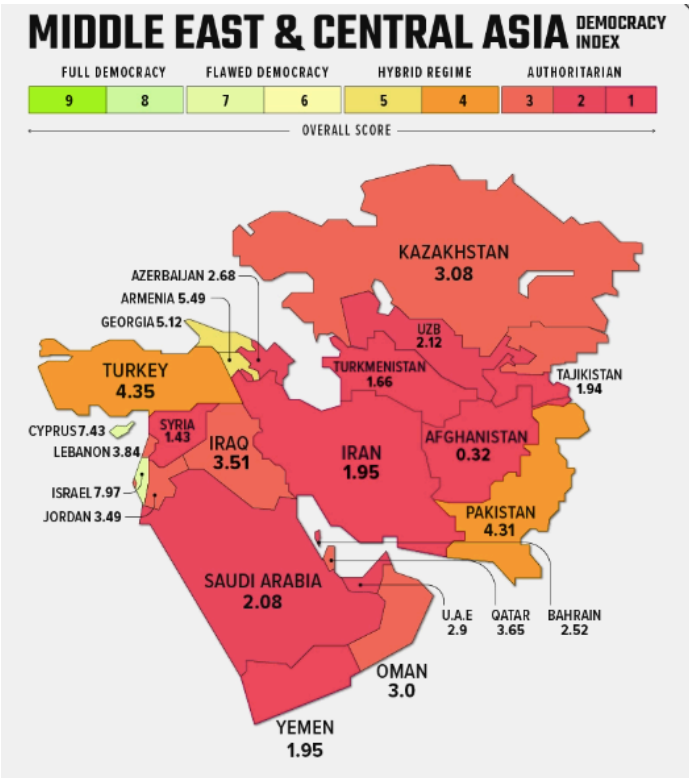 MIDDLE EAST & CENTRAL ASIA DEMOCRACY INDEX
FULL DEMOCRACY FLAWED DEMOCRACY HYBRID REGIME AUTHORITARIAN
9 8 7 6 5 4 3 2 1
OVERALL SCORE
KAZAKHSTAN
3.08
AZERBAIJAN 2.68
ARMENIA 5.49
GEORGIA 5.12
UZB
2.12
TURKMENISTAN
1.66
TAJIKISTAN
1.94
TURKEY
4.35
CYPRUS 7.43
SYRIA
1.43
LEBANON 3.84
IRAQ
3.51
IRAN
1.95
AFGHANISTAN
0.32
ISRAEL 7.97
JORDAN 3.49
PAKISTAN
4.31
SAUDI ARABIA
2.08
U.A.E
2.9
QATAR
3.65
BAHRAIN
2.52
OMAN
3.0
YEMEN
1.95